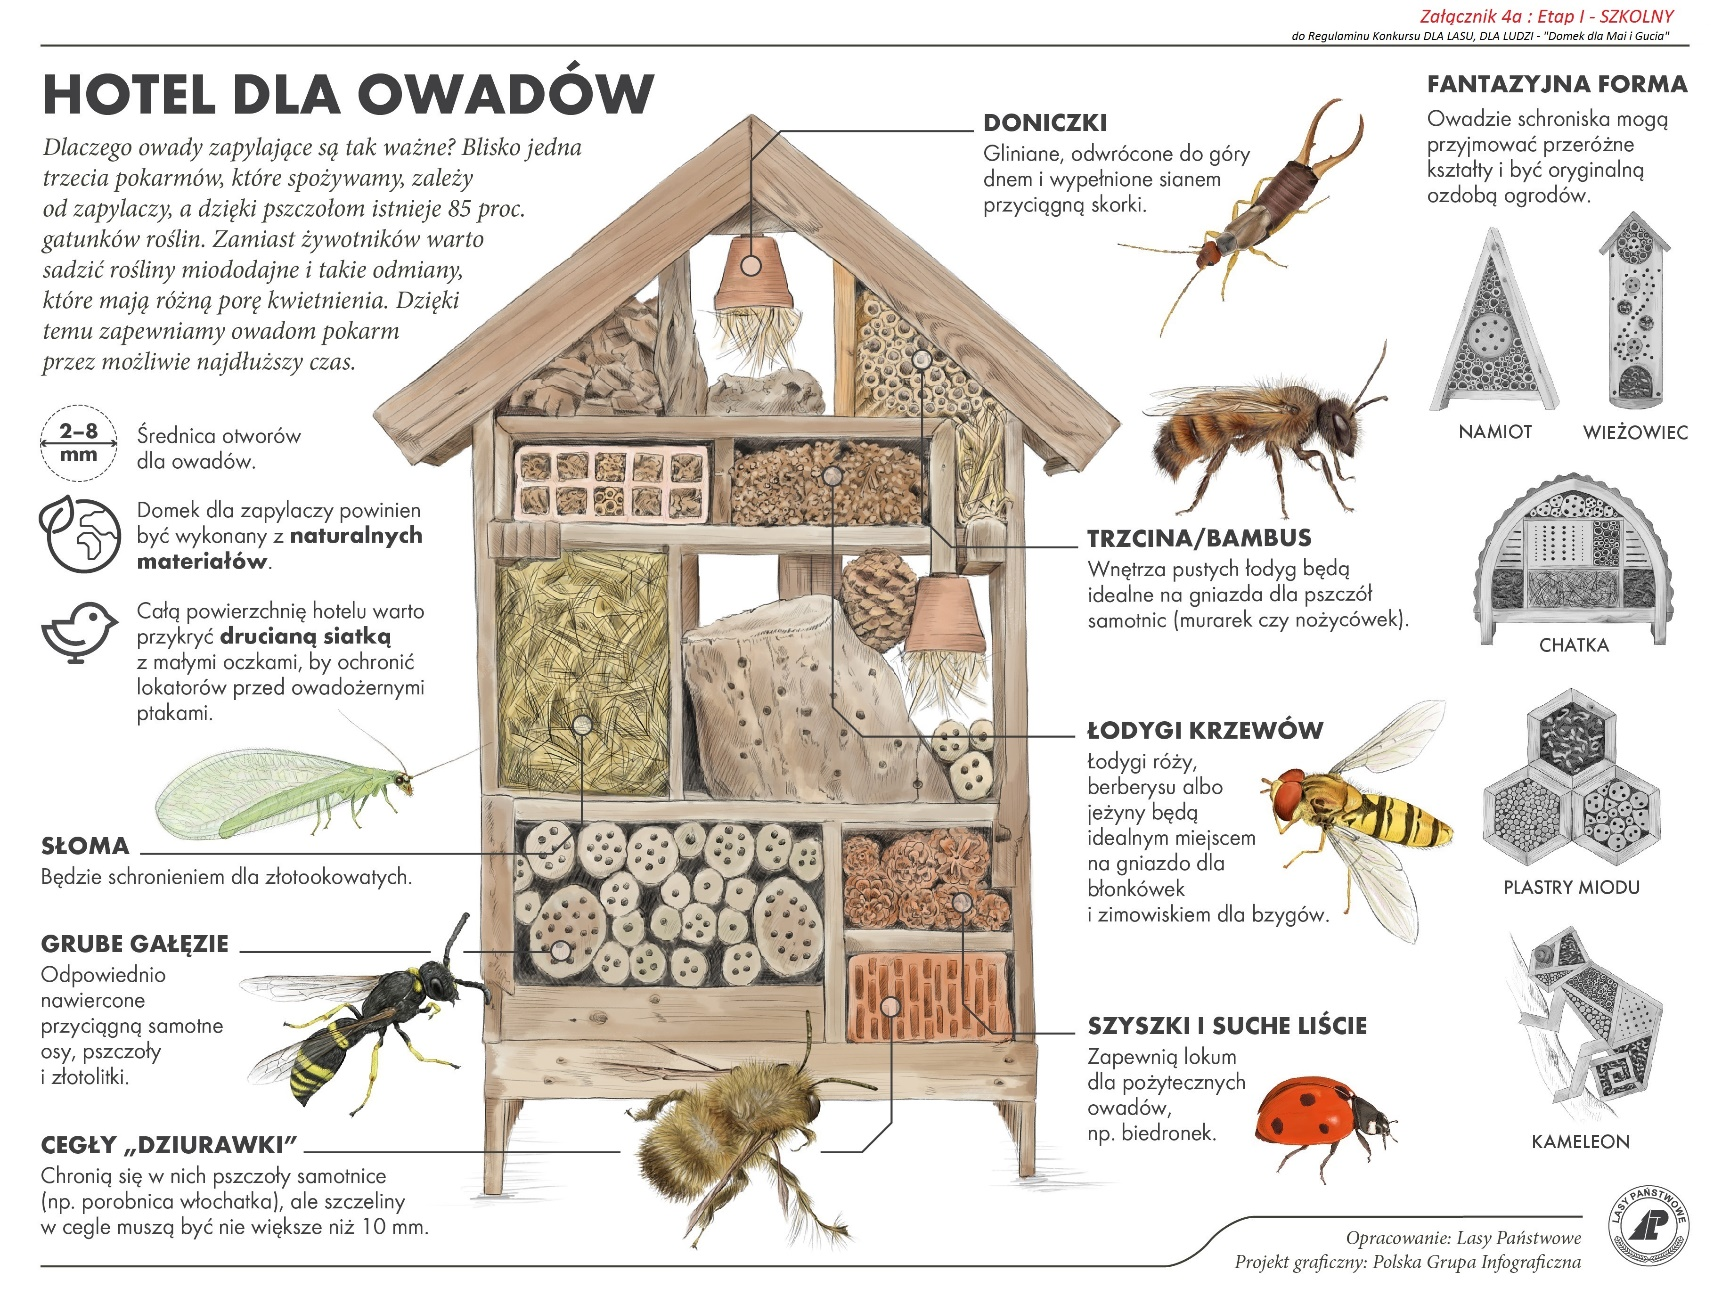 Załącznik 4a : Etap I - SZKOLNY
do Regulaminu Konkursu DLA LASU, DLA LUDZI - "Domek dla Mai i Gucia"
HOTEL DLA OWADÓW
Dlaczego owady zapylające są tak ważne? Blisko jedna
trzecia pokarmów, które spożywamy, zależy
od zapylaczy, a dzięki pszczołom istnieje 85 proc.
gatunków roślin. Zamiast żywotników warto
sadzić rośliny miododajne i takie odmiany,
które mają różną porę kwietnienia. Dzięki
temu zapewniamy owadom pokarm
przez możliwie najdłuższy czas.
2–8
mm
Średnica otworów
dla owadów.
Domek dla zapylaczy powinien
być wykonany z naturalnych
materiałów.
Całą powierzchnię hotelu warto
przykryć drucianą siatką
z małymi oczkami, by ochronić
lokatorów przed owadożernymi
ptakami.
SŁOMA
Będzie schronieniem dla złotookowatych.
GRUBE GAŁĘZIE
Odpowiednio
nawiercone
przyciągną samotne
osy, pszczoły
i złotolitki.
CEGŁY „DZIURAWKI”
Chronią się w nich pszczoły samotnice
(np. porobnica włochatka), ale szczeliny
w cegle muszą być nie większe niż 10 mm.
DONICZKI
Gliniane, odwrócone do góry
dnem i wypełnione sianem
przyciągną skorki.
TRZCINA/BAMBUS
Wnętrza pustych łodyg będą
idealne na gniazda dla pszczół
samotnic (murarek czy nożycówek).
ŁODYGI KRZEWÓW
Łodygi róży,
berberysu albo
jeżyny będą
idealnym miejscem
na gniazdo dla
błonkówek
i zimowiskiem dla bzygów.
SZYSZKI I SUCHE LIŚCIE
Zapewnią lokum
dla pożytecznych
owadów,
np. biedronek.
FANTAZYJNA FORMA
Owadzie schroniska mogą
przyjmować przeróżne
kształty i być oryginalną
ozdobą ogrodów.
NAMIOT
WIEŻOWIEC
CHATKA
PLASTRY MIODU
KAMELEON
Opracowanie: Lasy Państwowe
Projekt graficzny: Polska Grupa Infograficzna
LASY PAŃSTWOWE